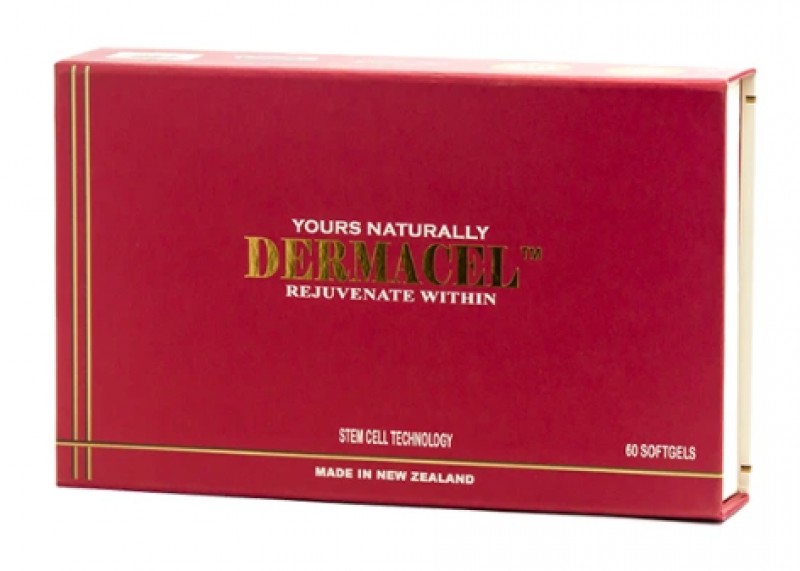 YOURS NATURALLY
DERMACEL™
REJUVENATE WITHIN
STEM CELL TECHNOLOGY
60 SOFTGELS
MADE IN NEW ZEALAND